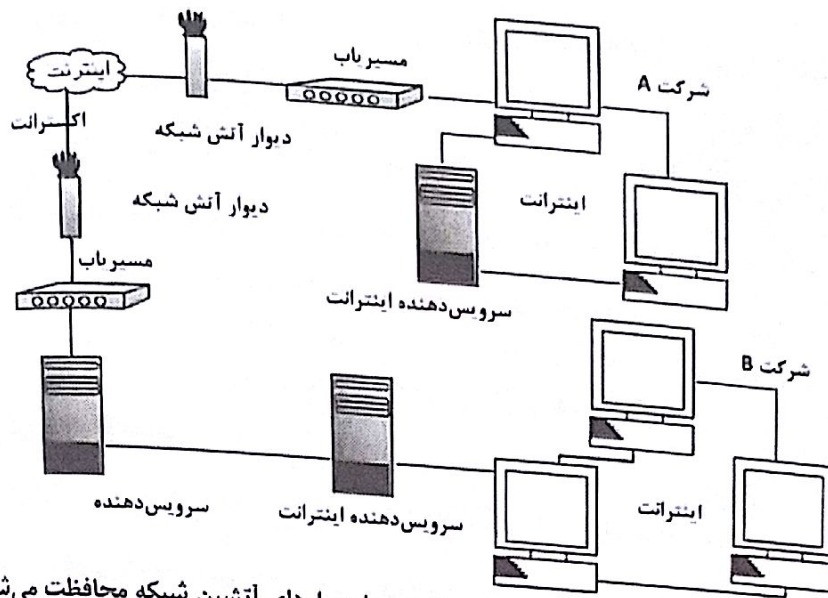 مسیریاب
شرکت A
اینترنت
اکسترانت
دیوار آتش شبکه
دیوار آتش شبکه
اینترانت
مسیریاب
سرویس‌دهنده اینترانت
شرکت B
سرویس‌دهنده
سرویس‌دهنده اینترانت
اینترانت
آتشین شبکه محافظت می‌ش